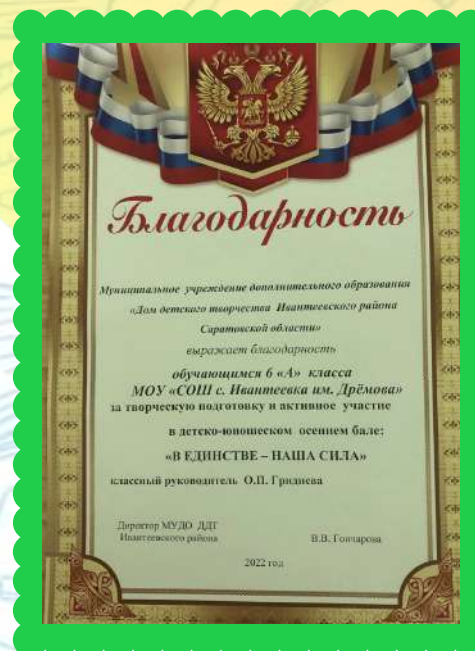 Благодарность
Муниципальное учреждение дополнительного образования
«Дом детского творчества Ивантеевского района
Саратовской области»
выражает благодарность
обучающимся 6 «А» класса
МОУ «СОШ с. Ивантеевка им. Дрёмова»
за творческую подготовку и активное участие
в детско-юношеском осеннем бале:
«В ЕДИНСТВЕ – НАША СИЛА»
классный руководитель О.П. Гриднева
Директор МУДО ДДТ
Ивантеевского района
В.В. Гончарова
2022 год